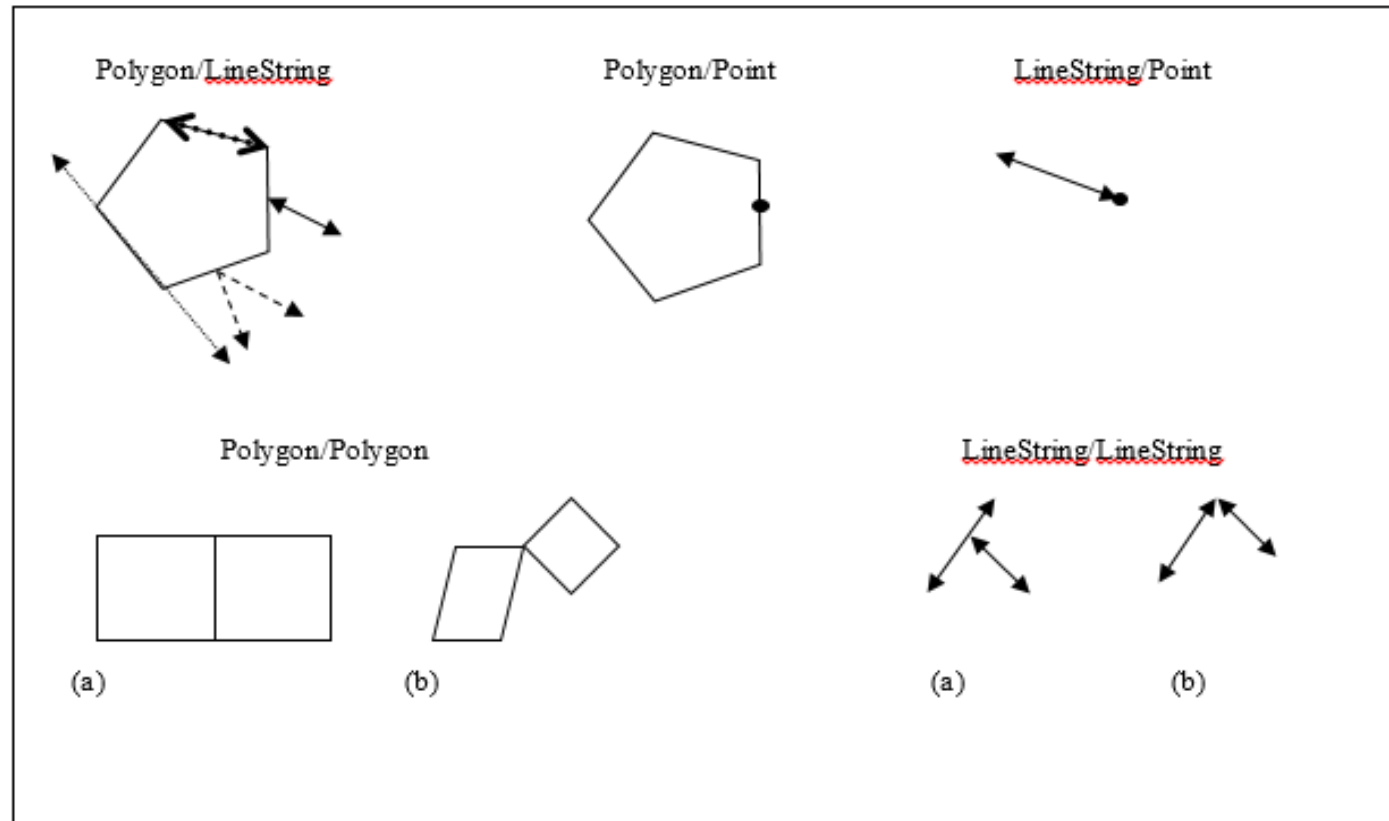 Polygon/LineString
Polygon/Point
LineString/Point
Polygon/Polygon
LineString/LineString
(a)
(b)
(a)
(b)